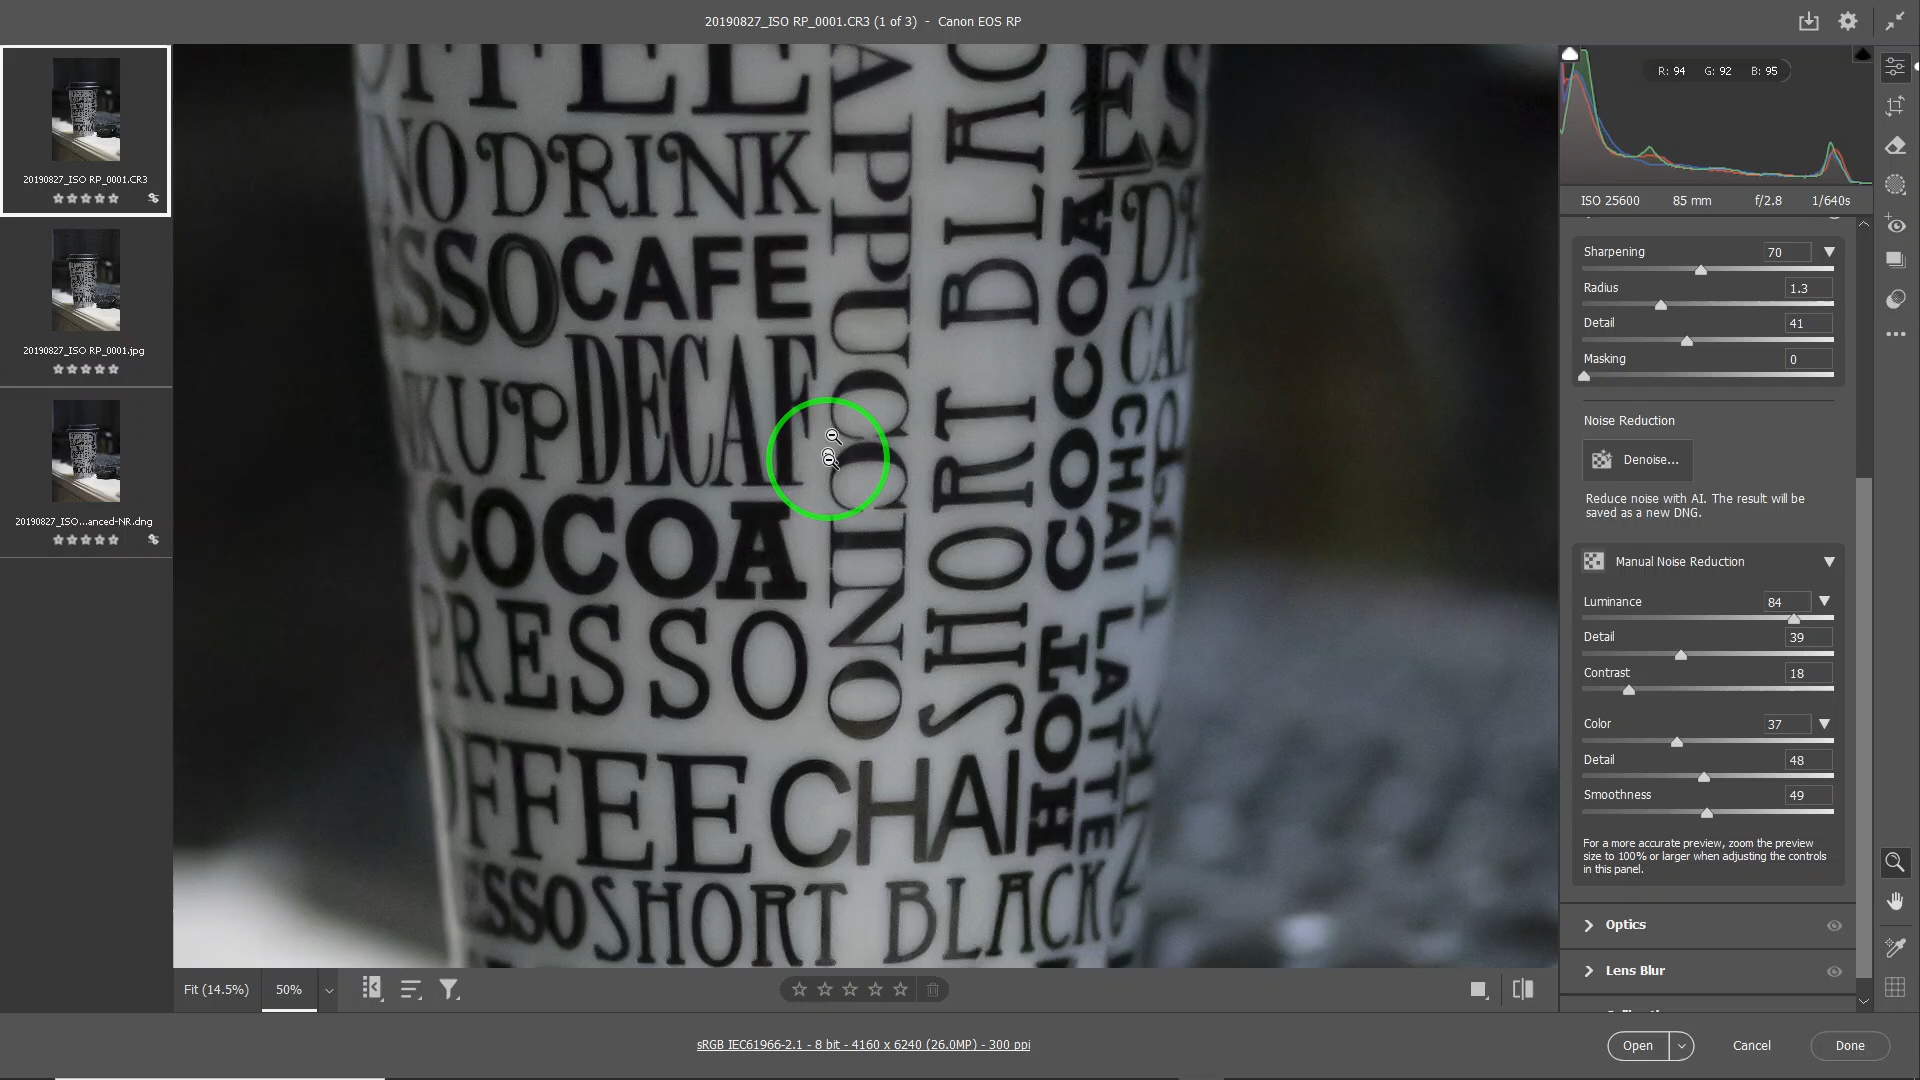 20190827_ISO RP_0001.CR3 (1 of 3) - Canon EOS RP
20190827_ISO RP_0001.CR3
20190827_ISO RP_0001.jpg
20190827_ISO...anced-NR.dng
NO DRINK
SSO CAFE
KUP DECAF
COCOA
PRESSO
OFFEE CHAI
ESSO SHORT BLACK
APPUCCINO
SHORT BLAC
HOT COCOA
CHAI LATTE
R: 94 G: 92 B: 95
ISO 25600 85 mm f/2.8 1/640s
Sharpening 70
Radius 1.3
Detail 41
Masking 0
Noise Reduction
Denoise...
Reduce noise with AI. The result will be
saved as a new DNG.
Manual Noise Reduction
Luminance 84
Detail 39
Contrast 18
Color 37
Detail 48
Smoothness 49
For a more accurate preview, zoom the preview
size to 100% or larger when adjusting the controls
in this panel.
Optics
Lens Blur
Fit (14.5%) 50%
sRGB IEC61966-2.1 - 8 bit - 4160 x 6240 (26.0MP) - 300 ppi
Open Cancel Done